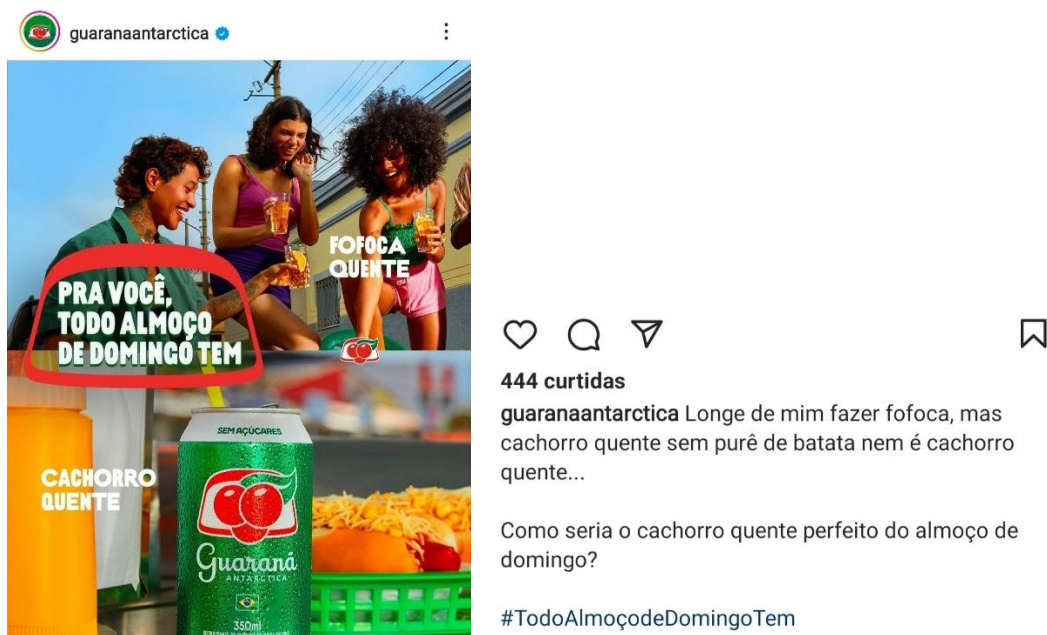 guaranaantarctica
FOFOCA
QUENTE
PRA VOCÊ,
TODO ALMOÇO
DE DOMINGO TEM
SEM AÇÚCARES
CACHORRO
QUENTE
Guaraná
ANTARCTICA
350ml
444 curtidas
guaranaantarctica Longe de mim fazer fofoca, mas
cachorro quente sem purê de batata nem é cachorro
quente...
Como seria o cachorro quente perfeito do almoço de
domingo?
#TodoAlmoçodeDomingoTem